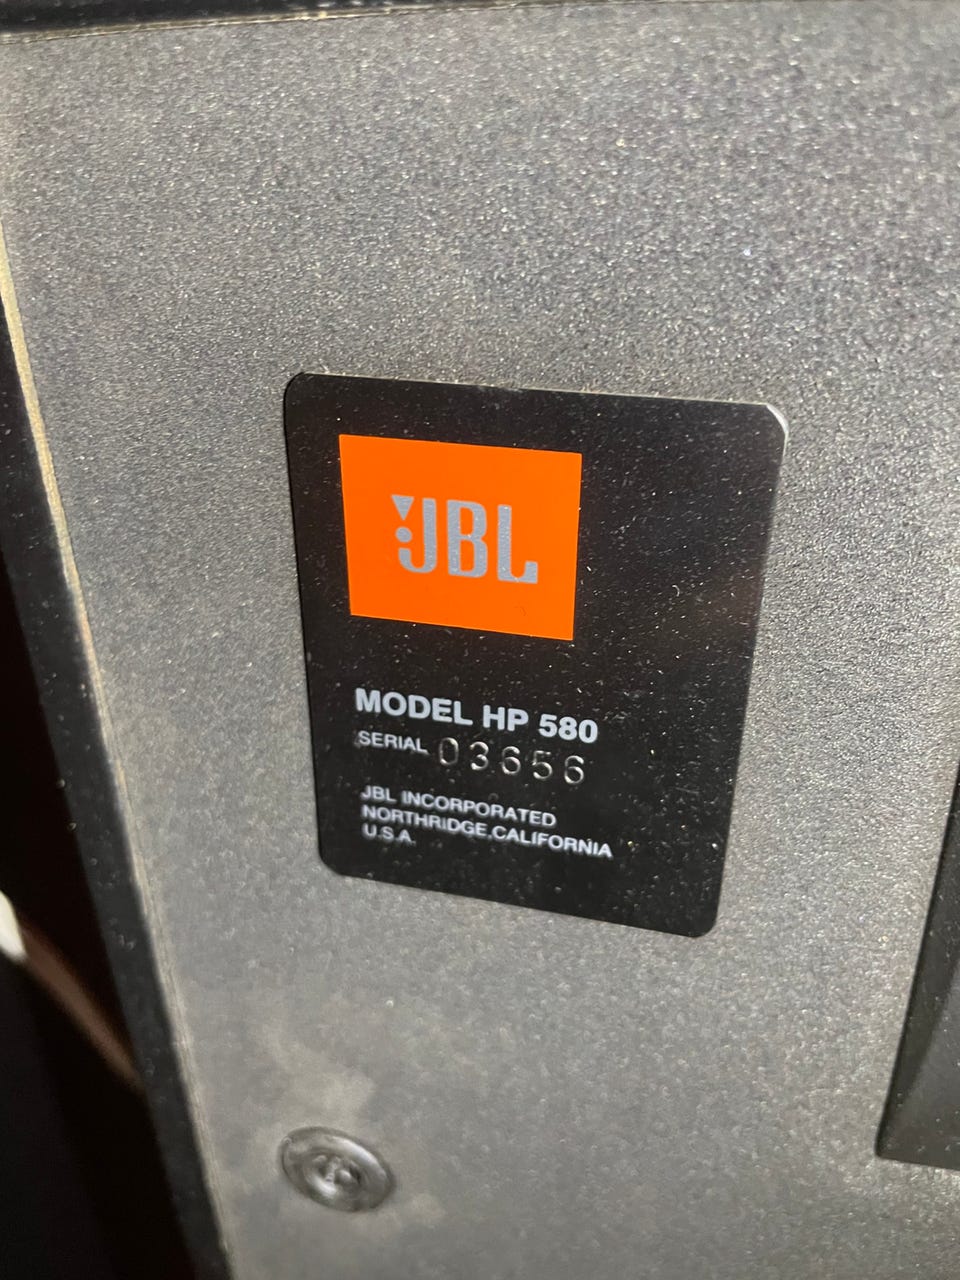 JBL
MODEL HP 580
SERIAL 03656
JBL INCORPORATED
NORTHRIDGE,CALIFORNIA
U.S.A.